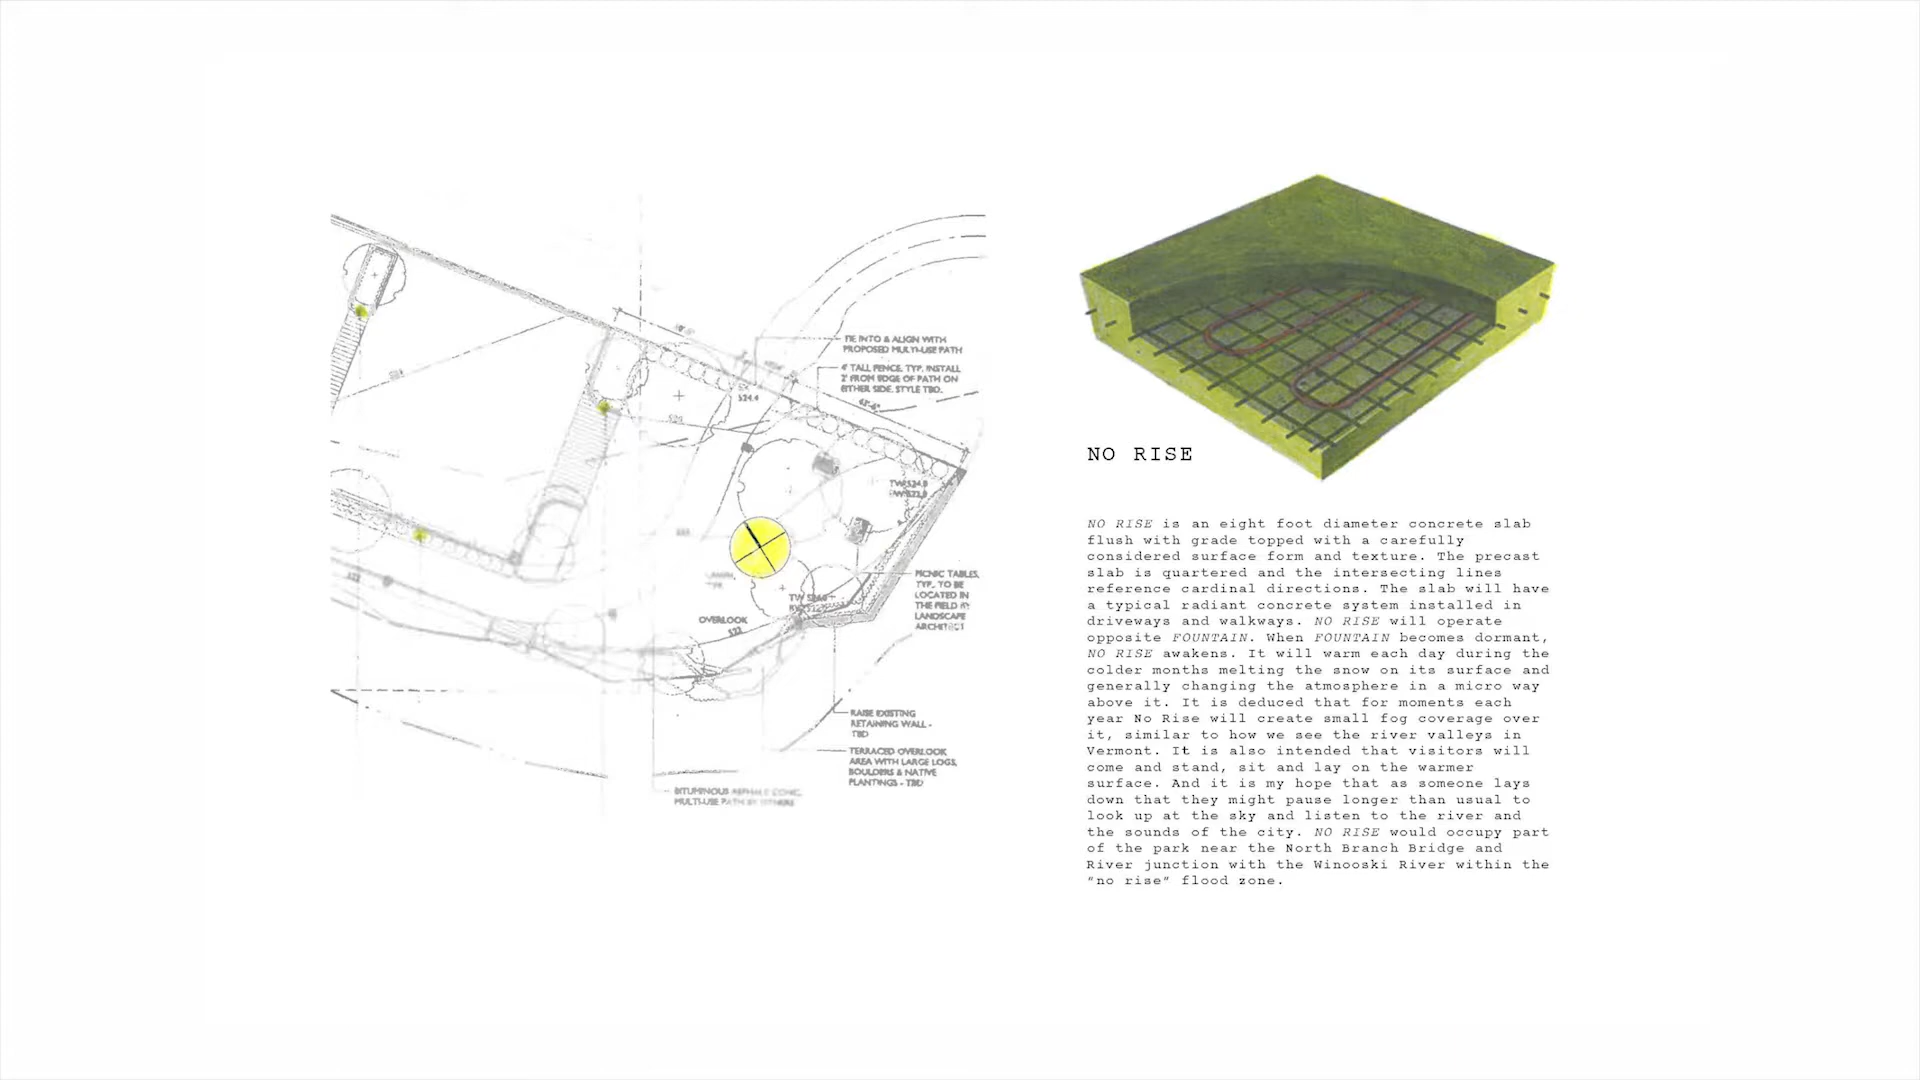 TIE INTO & ALIGN WITH
PROPOSED MULTI-USE PATH
4' TALL FENCE, TYP. INSTALL
2' FROM EDGE OF PATH ON
EITHER SIDE. STYLE TBD.
524.4
OVERLOOK
522
PICNIC TABLES,
TYP., TO BE
LOCATED IN
THE FIELD BY
LANDSCAPE
ARCHITECT
RAISE EXISTING
RETAINING WALL -
TBD
TERRACED OVERLOOK
AREA WITH LARGE LOGS,
BOULDERS & NATIVE
PLANTINGS - TBD
BITUMINOUS ASPHALT CONC.
MULTI-USE PATH BY OTHERS
NO RISE
NO RISE is an eight foot diameter concrete slab
flush with grade topped with a carefully
considered surface form and texture. The precast
slab is quartered and the intersecting lines
reference cardinal directions. The slab will have
a typical radiant concrete system installed in
driveways and walkways. NO RISE will operate
opposite FOUNTAIN. When FOUNTAIN becomes dormant,
NO RISE awakens. It will warm each day during the
colder months melting the snow on its surface and
generally changing the atmosphere in a micro way
above it. It is deduced that for moments each
year No Rise will create small fog coverage over
it, similar to how we see the river valleys in
Vermont. It is also intended that visitors will
come and stand, sit and lay on the warmer
surface. And it is my hope that as someone lays
down that they might pause longer than usual to
look up at the sky and listen to the river and
the sounds of the city. NO RISE would occupy part
of the park near the North Branch Bridge and
River junction with the Winooski River within the
"no rise" flood zone.